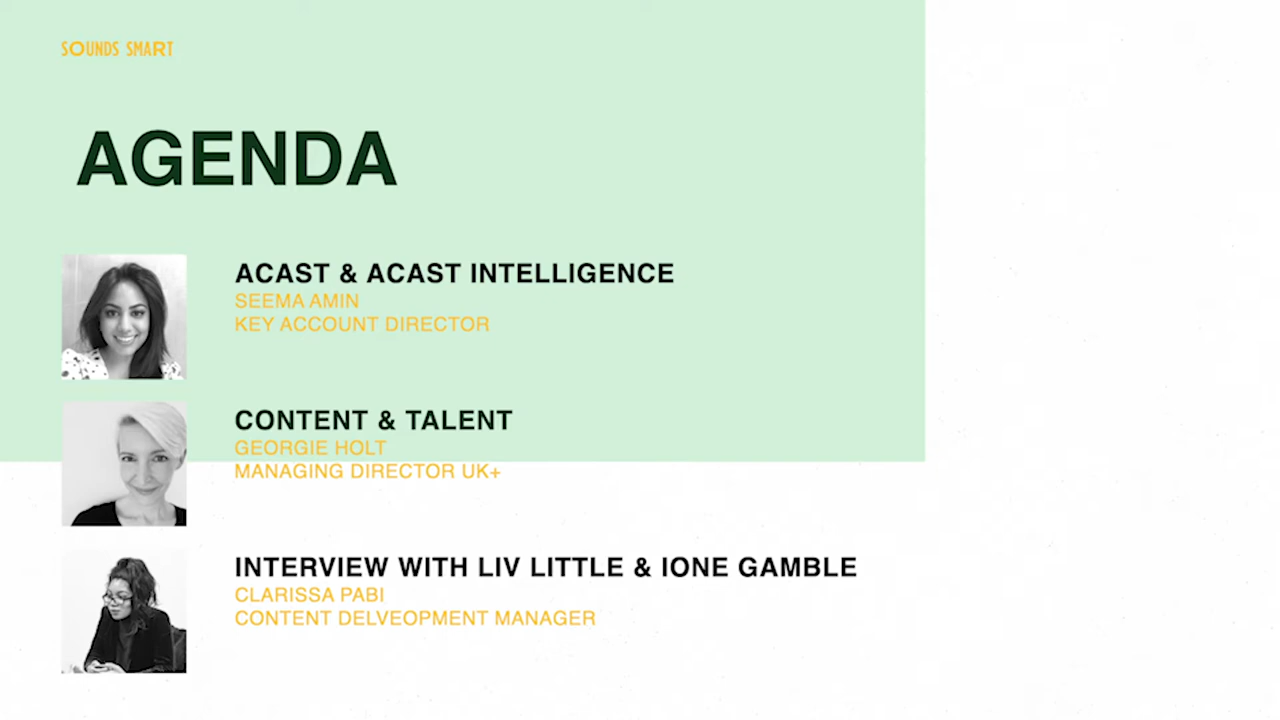 SOUNDS SMART
AGENDA
ACAST & ACAST INTELLIGENCE
SEEMA AMIN
KEY ACCOUNT DIRECTOR
CONTENT & TALENT
GEORGIE HOLT
MANAGING DIRECTOR UK+
INTERVIEW WITH LIV LITTLE & IONE GAMBLE
CLARISSA PABI
CONTENT DELVEOPMENT MANAGER